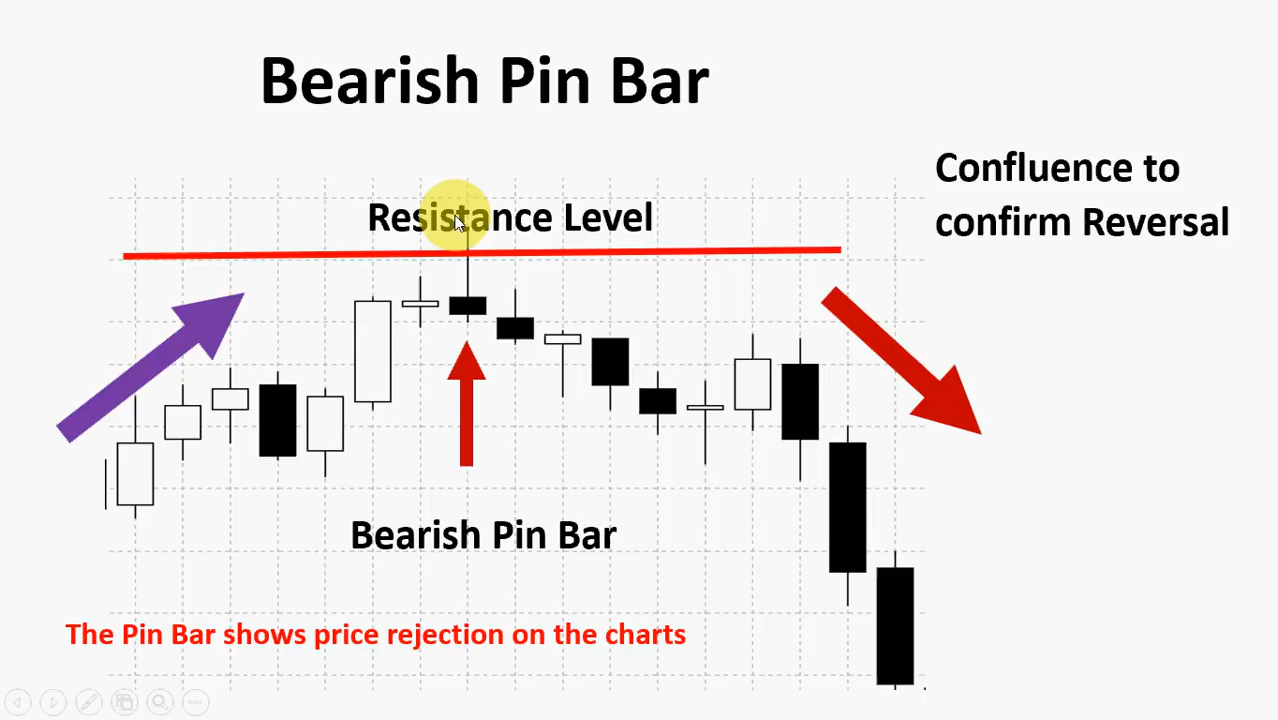 Bearish Pin Bar
Confluence to
confirm Reversal
Resistance Level
Bearish Pin Bar
The Pin Bar shows price rejection on the charts